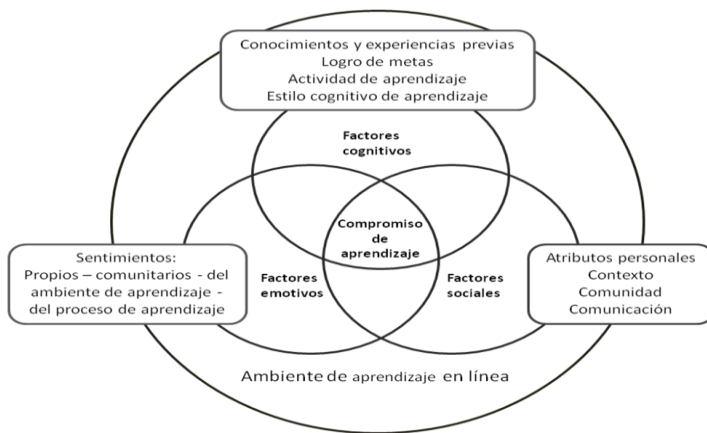 Conocimientos y experiencias previas
Logro de metas
Actividad de aprendizaje
Estilo cognitivo de aprendizaje
Factores
cognitivos
Compromiso
de
aprendizaje
Sentimientos:
Propios – comunitarios - del
ambiente de aprendizaje -
del proceso de aprendizaje
Factores
emotivos
Factores
sociales
Atributos personales
Contexto
Comunidad
Comunicación
Ambiente de aprendizaje en línea